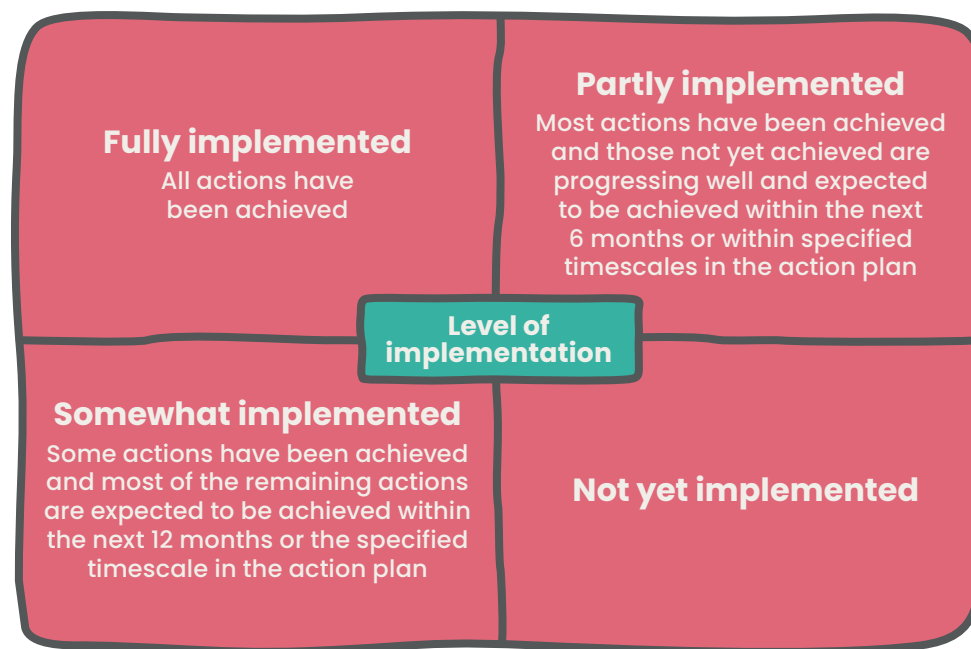 Fully implemented
All actions have
been achieved
Partly implemented
Most actions have been achieved
and those not yet achieved are
progressing well and expected
to be achieved within the next
6 months or within specified
timescales in the action plan
Level of
implementation
Somewhat implemented
Some actions have been achieved
and most of the remaining actions
are expected to be achieved within
the next 12 months or the specified
timescale in the action plan
Not yet implemented